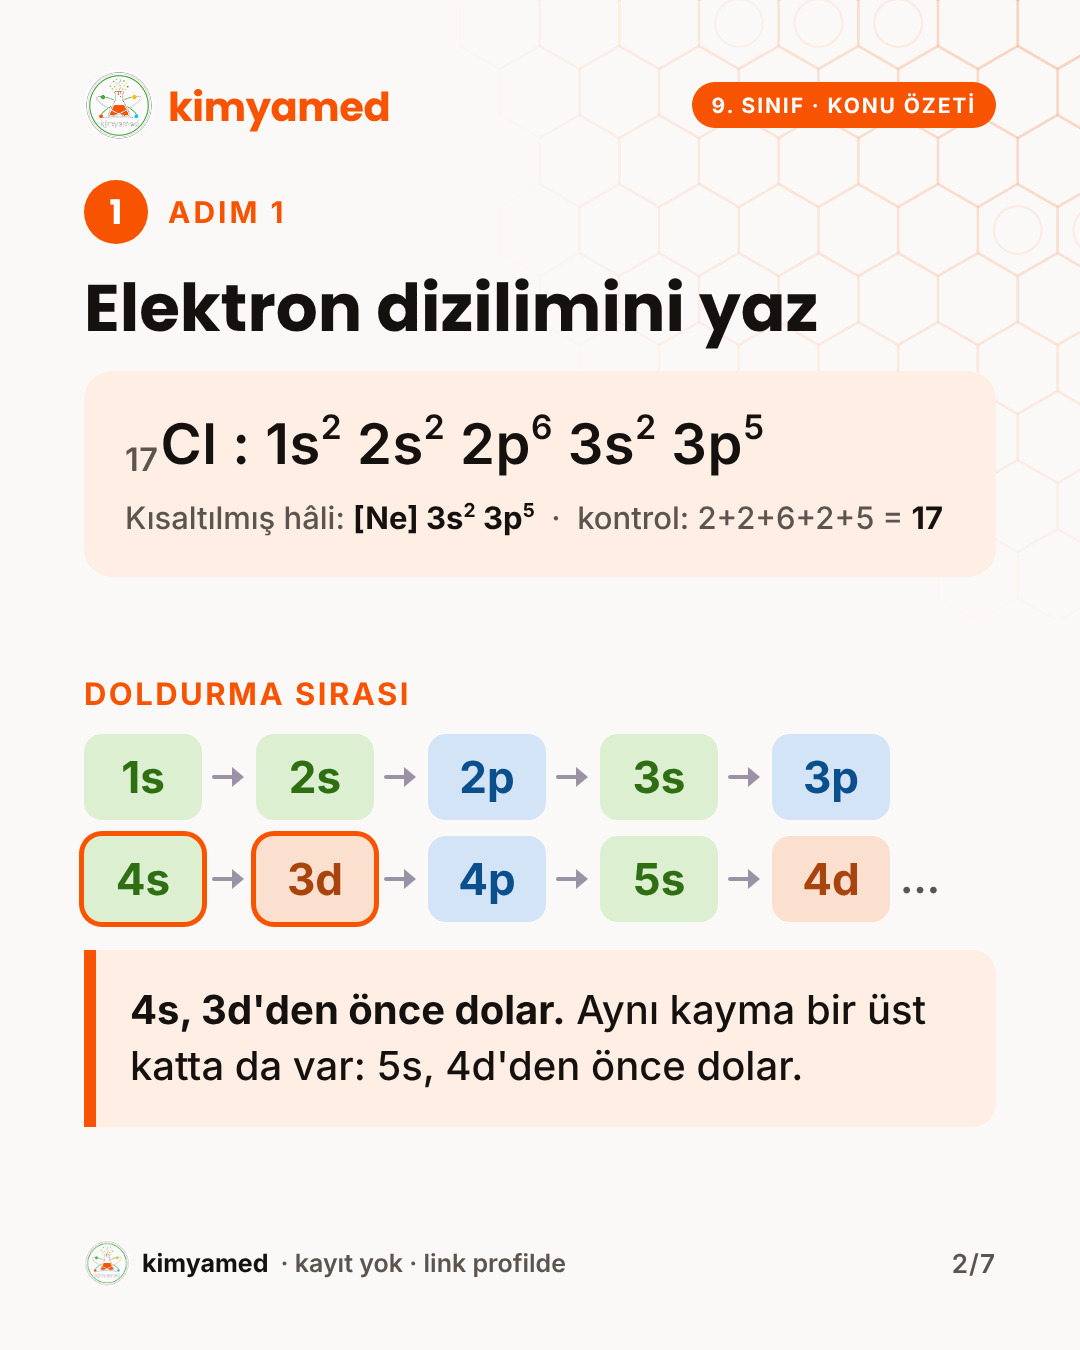 kimyamed
9. SINIF · KONU ÖZETİ
1 ADIM 1
Elektron dizilimini yaz
₁₇Cl : 1s² 2s² 2p⁶ 3s² 3p⁵
Kısaltılmış hâli: [Ne] 3s² 3p⁵ · kontrol: 2+2+6+2+5 = 17
DOLDURMA SIRASI
1s → 2s → 2p → 3s → 3p
4s → 3d → 4p → 5s → 4d ...
4s, 3d'den önce dolar. Aynı kayma bir üst
katta da var: 5s, 4d'den önce dolar.
kimyamed · kayıt yok · link profilde
2/7